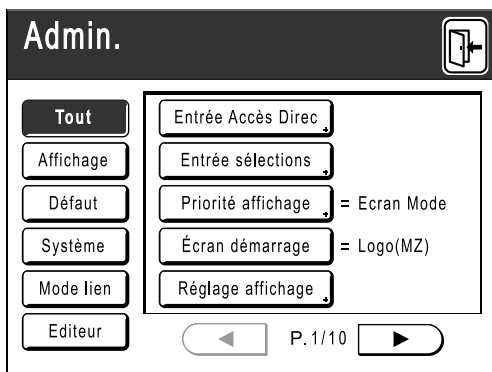 Admin.
Tout
Affichage
Défaut
Système
Mode lien
Editeur
Entrée Accès Direc
Entrée sélections
Priorité affichage = Ecran Mode
Écran démarrage = Logo(MZ)
Réglage affichage
P.1/10